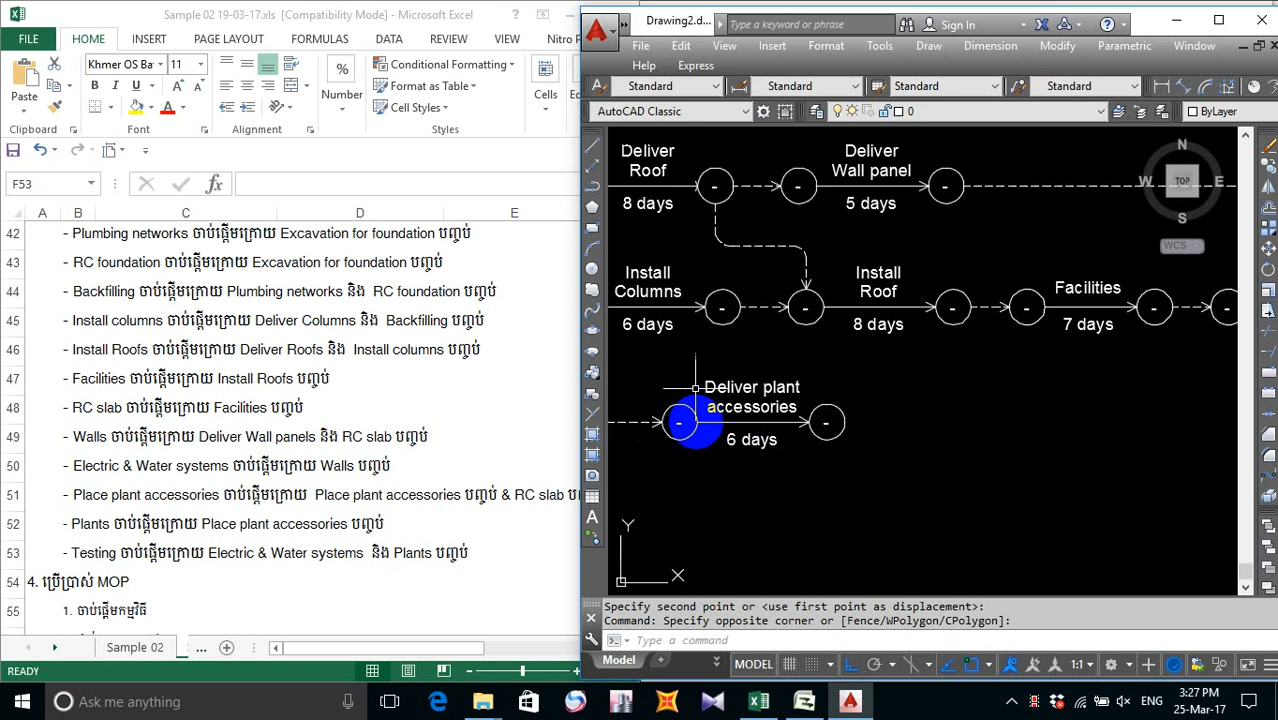 Sample 02 19-03-17.xls  [Compatibility Mode] - Microsoft Excel
FILE
HOME
INSERT
PAGE LAYOUT
FORMULAS
DATA
REVIEW
VIEW
Nitro
Paste
Khmer OS Ba
11
B I U
Font
Alignment
%
Number
Conditional Formatting
Format as Table
Cell Styles
Styles
Cells
F53
A B C D E
42 - Plumbing networks ចាប់ផ្តើមក្រោយ Excavation for foundation បញ្ចប់
43 - RC foundation ចាប់ផ្តើមក្រោយ Excavation for foundation បញ្ចប់
44 - Backfilling ចាប់ផ្តើមក្រោយ Plumbing networks និង  RC foundation បញ្ចប់
45 - Install columns ចាប់ផ្តើមក្រោយ Deliver Columns និង  Backfilling បញ្ចប់
46 - Install Roofs ចាប់ផ្តើមក្រោយ Deliver Roofs និង  Install columns បញ្ចប់
47 - Facilities ចាប់ផ្តើមក្រោយ Install Roofs បញ្ចប់
48 - RC slab ចាប់ផ្តើមក្រោយ Facilities បញ្ចប់
49 - Walls ចាប់ផ្តើមក្រោយ Deliver Wall panels និង RC slab បញ្ចប់
50 - Electric & Water systems ចាប់ផ្តើមក្រោយ Walls បញ្ចប់
51 - Place plant accessories ចាប់ផ្តើមក្រោយ  Place plant accessories បញ្ចប់ & RC slab
52 - Plants ចាប់ផ្តើមក្រោយ Place plant accessories បញ្ចប់
53 - Testing ចាប់ផ្តើមក្រោយ Electric & Water systems  និង Plants បញ្ចប់
54 4. ប្រើប្រាស់ MOP
55 1. ចាប់ផ្តើមកម្មវិធី
Sample 02
...
READY
Drawing2.d...
Type a keyword or phrase
Sign In
File Edit View Insert Format Tools Draw Dimension Modify Parametric Window
Help Express
Standard Standard Standard Standard
AutoCAD Classic
0
ByLayer
Deliver
Roof
8 days
Deliver
Wall panel
5 days
Install
Columns
6 days
Install
Roof
8 days
Facilities
7 days
Deliver plant
accessories
6 days
N
W TOP E
S
WCS
Y
X
Specify second point or <use first point as displacement>:
Command: Specify opposite corner or [Fence/WPolygon/CPolygon]:
Type a command
Model
MODEL
1:1
Ask me anything
ENG
3:27 PM
25-Mar-17